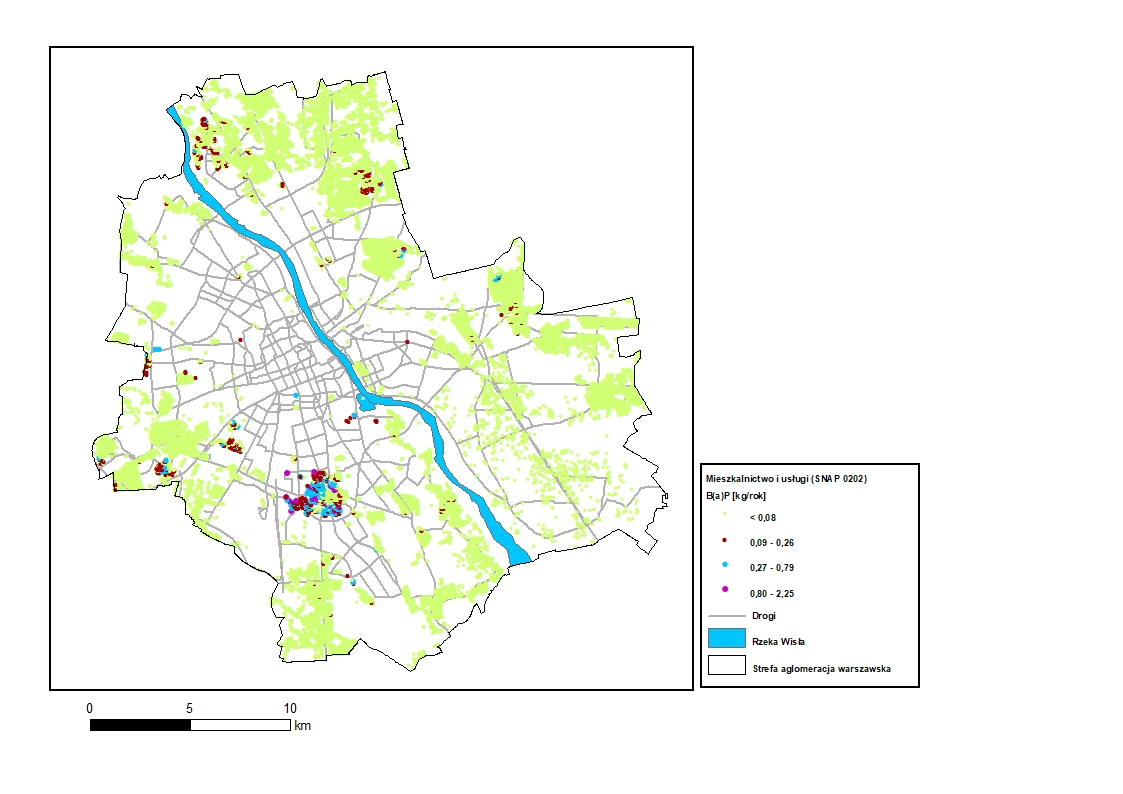 Mieszkalnictwo i usługi (SNAP 0202)
B(a)P [kg/rok]
< 0,08
0,09 - 0,26
0,27 - 0,79
0,80 - 2,25
Drogi
Rzeka Wisła
Strefa aglomeracja warszawska
0 5 10
km